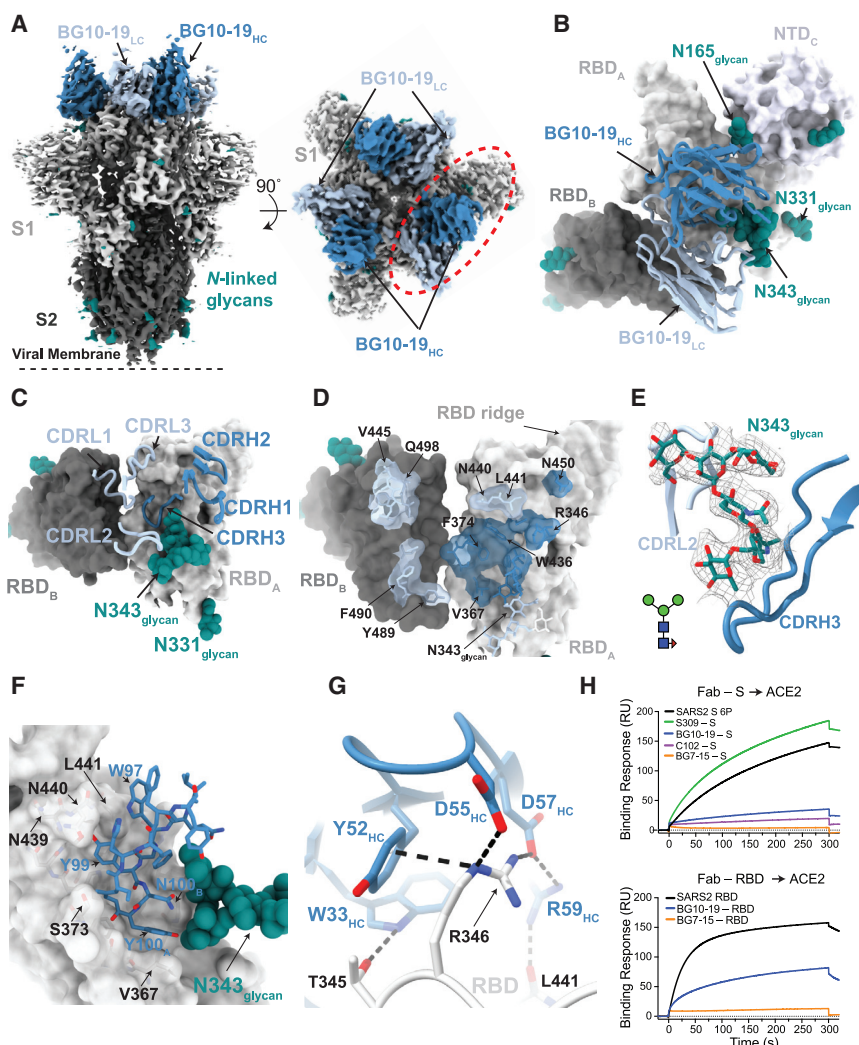 A
BG10-19LC
BG10-19HC
BG10-19LC
S1
90°
S1
N-linked
glycans
S2
Viral Membrane
BG10-19HC
B
NTDC
N165glycan
RBDA
BG10-19HC
RBDB
N331glycan
N343glycan
BG10-19LC
C
CDRL1
CDRL3
CDRH2
CDRH1
CDRL2
CDRH3
RBDB
RBDA
N343glycan
N331glycan
D
RBD ridge
V445
Q498
N440
L441
N450
F374
R346
W436
RBDB
F490
V367
Y489
N343glycan
RBDA
E
N343glycan
CDRL2
CDRH3
F
W97
L441
N440
N439
Y99
N100B
S373
Y100
V367
N343glycan
G
D55HC
D57HC
Y52HC
W33HC
R59HC
R346
T345
RBD
L441
H
Fab – S → ACE2
Binding Response (RU)
200
150
100
50
0
SARS2 S 6P
S309 – S
BG10-19 – S
C102 – S
BG7-15 – S
0 50 100 150 200 250 300
Fab – RBD → ACE2
Binding Response (RU)
200
150
100
50
0
SARS2 RBD
BG10-19 – RBD
BG7-15 – RBD
0 50 100 150 200 250 300
Time (s)